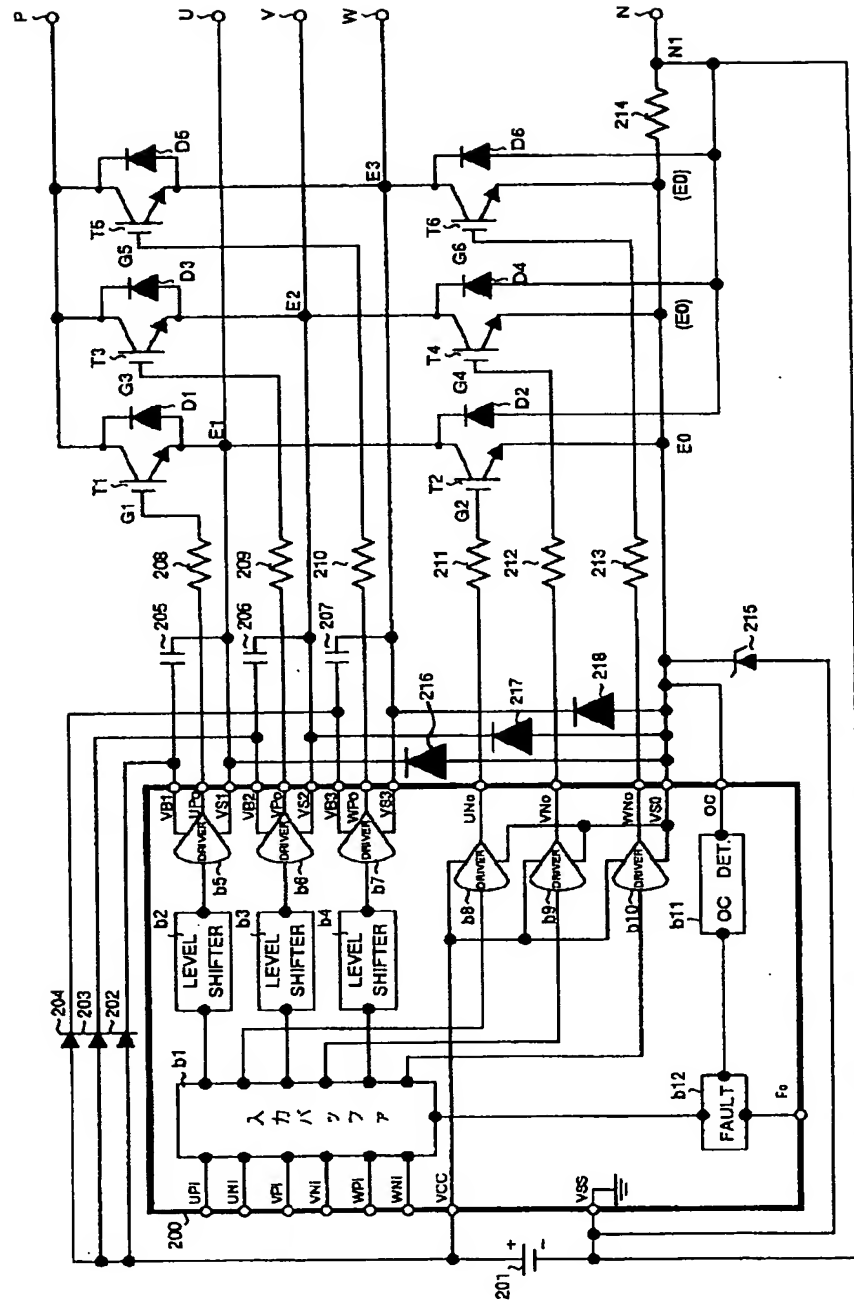 P
U
V
W
N
N1
214
D5
T5
G5
E3
D6
T6
G6
(E0)
D3
T3
G3
E2
D4
T4
G4
(E0)
D1
T1
G1
E1
D2
T2
G2
E0
208
209
210
211
212
213
205
206
207
216
217
218
215
VB1
UPo
VS1
VB2
VPo
VS2
VB3
WPo
VS3
UNo
VNo
WNo
VS0
OC
DRIVER
b5
DRIVER
b6
DRIVER
b7
DRIVER
b8
DRIVER
b9
DRIVER
b10
b2
LEVEL
SHIFTER
b3
LEVEL
SHIFTER
b4
LEVEL
SHIFTER
b11
OC DET.
204
203
202
b1
入力バッファ
b12
FAULT
Fo
UPi
UNi
VPi
VNi
WPi
WNi
VCC
VSS
200
201
+
-